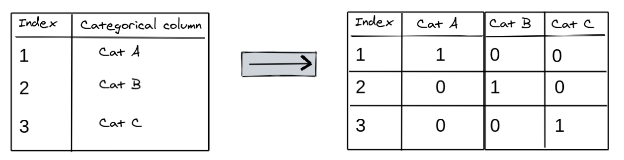 Index Categorical column
1 Cat A
2 Cat B
3 Cat C
Index Cat A Cat B Cat C
1 1 0 0
2 0 1 0
3 0 0 1